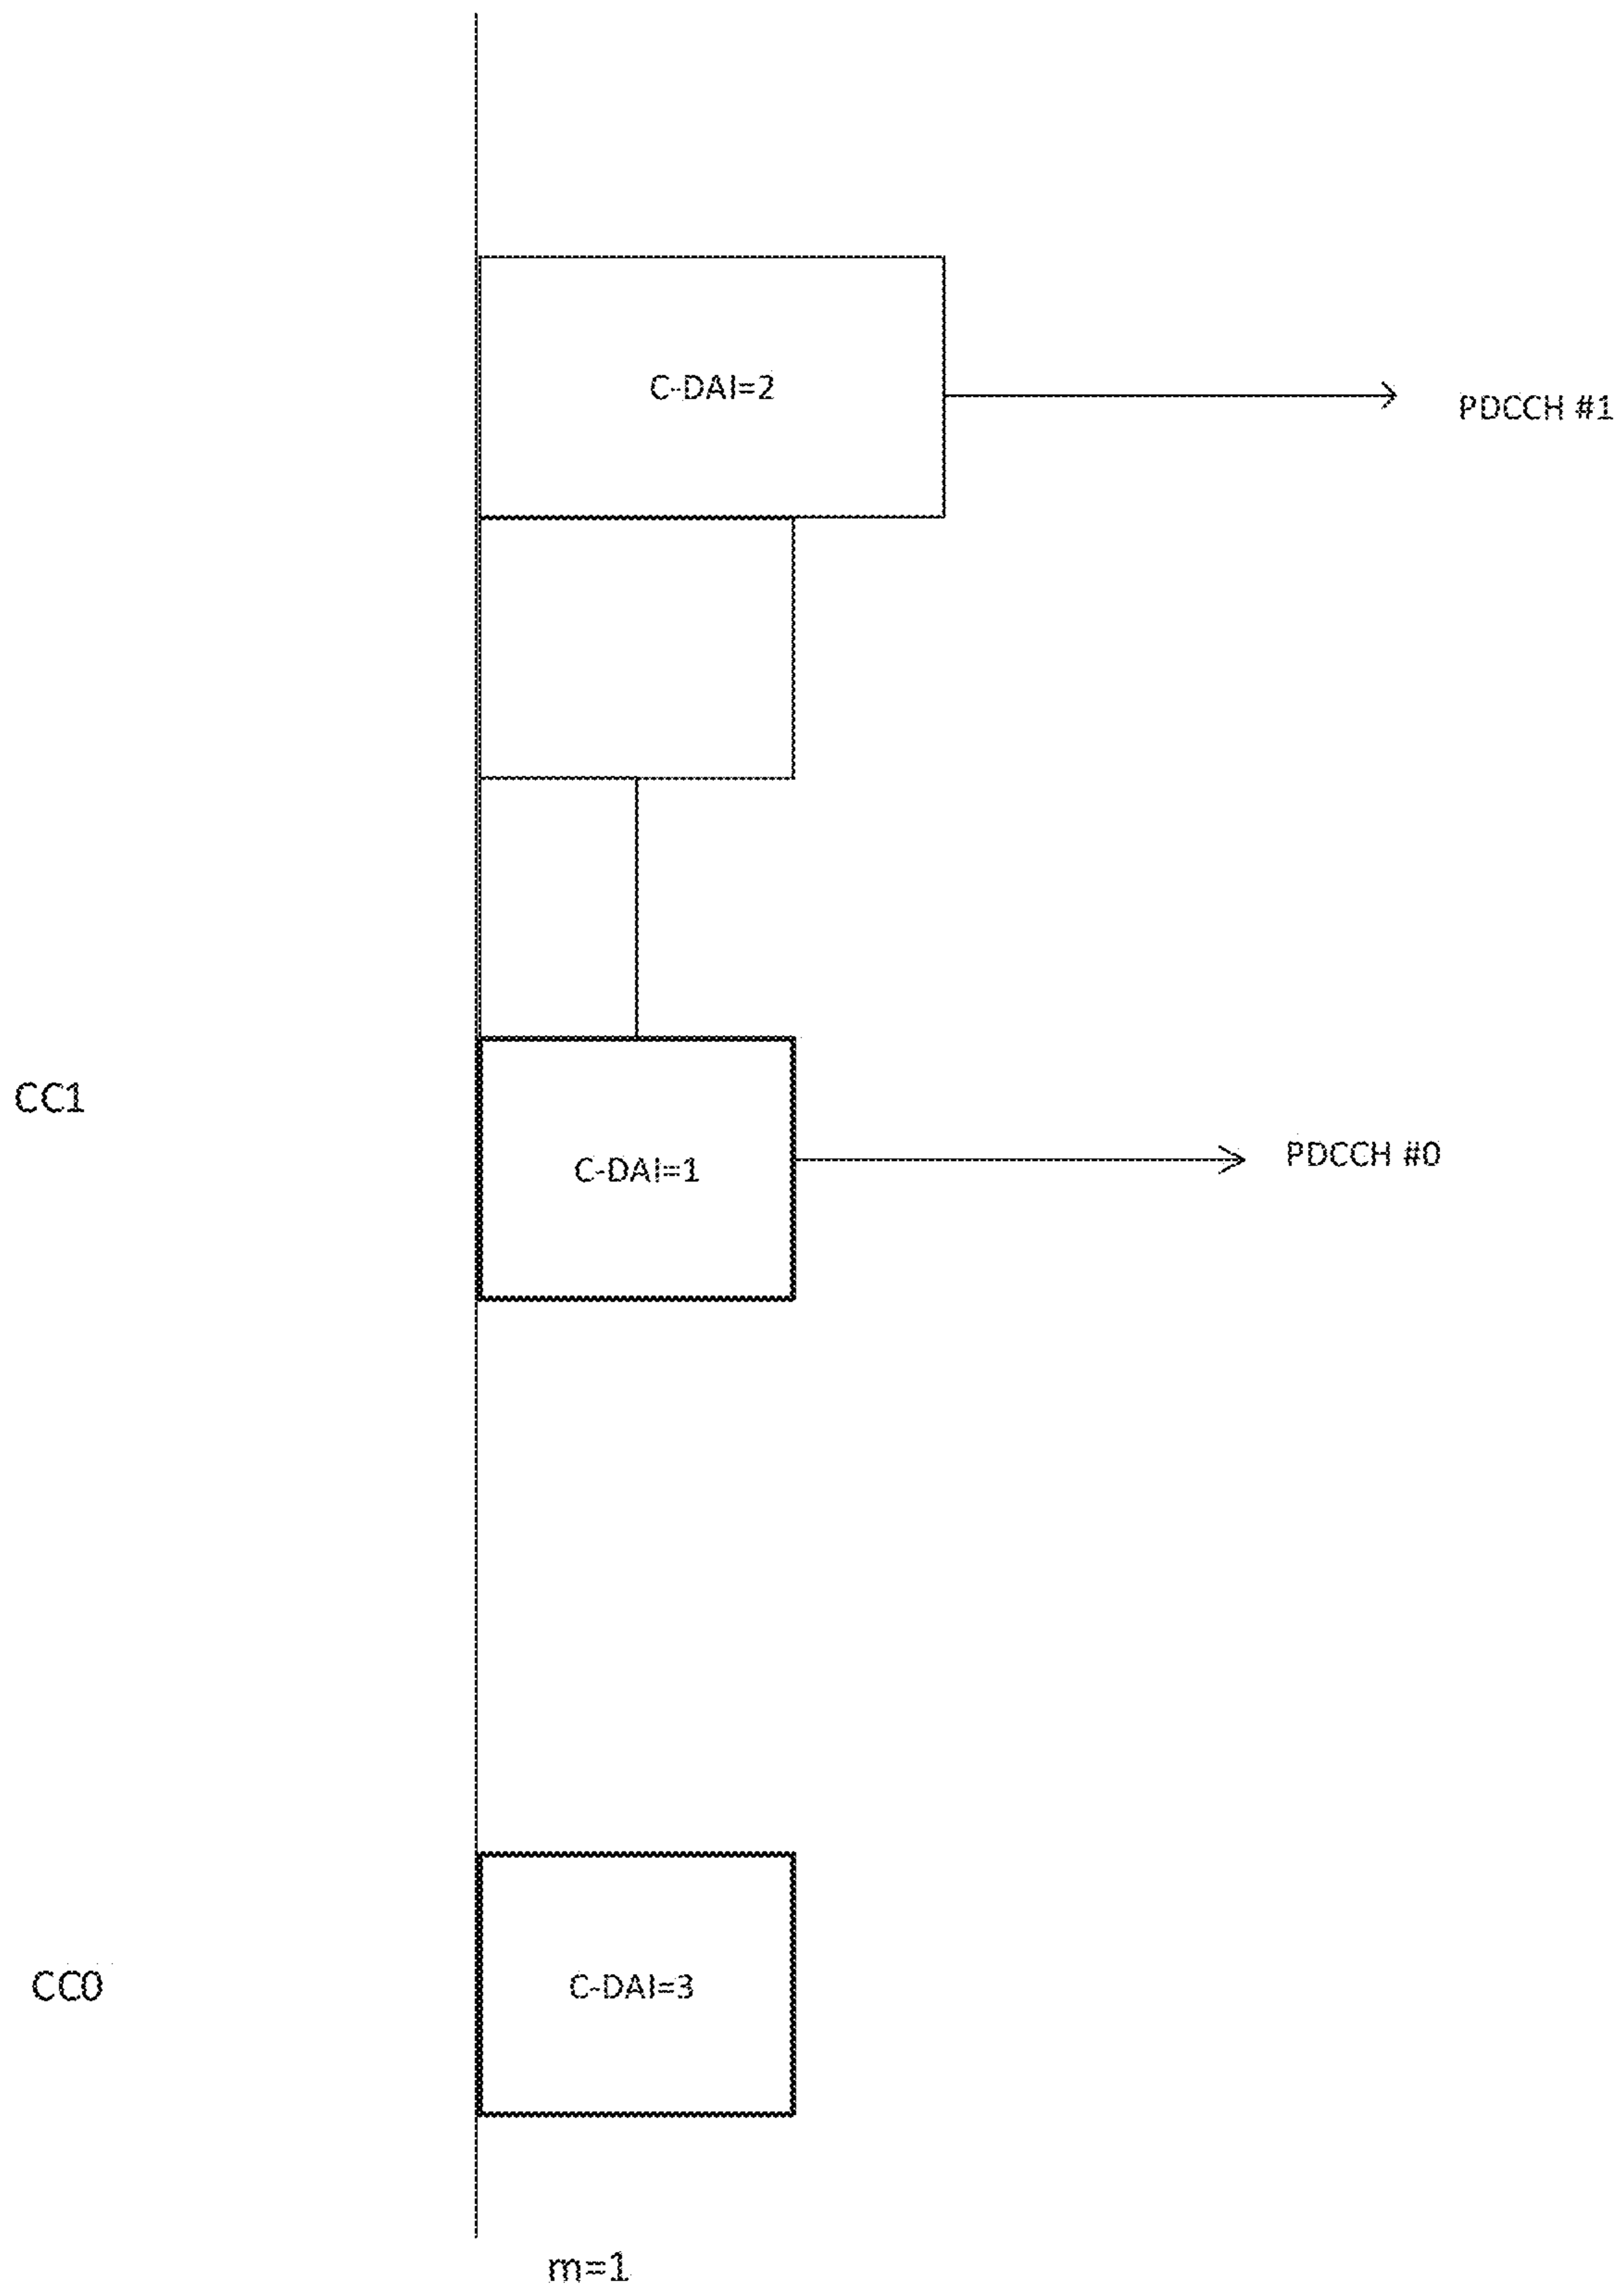 C-DAI=2
PDCCH #1
CC1
C-DAI=1
PDCCH #0
CC0
C-DAI=3
m=1